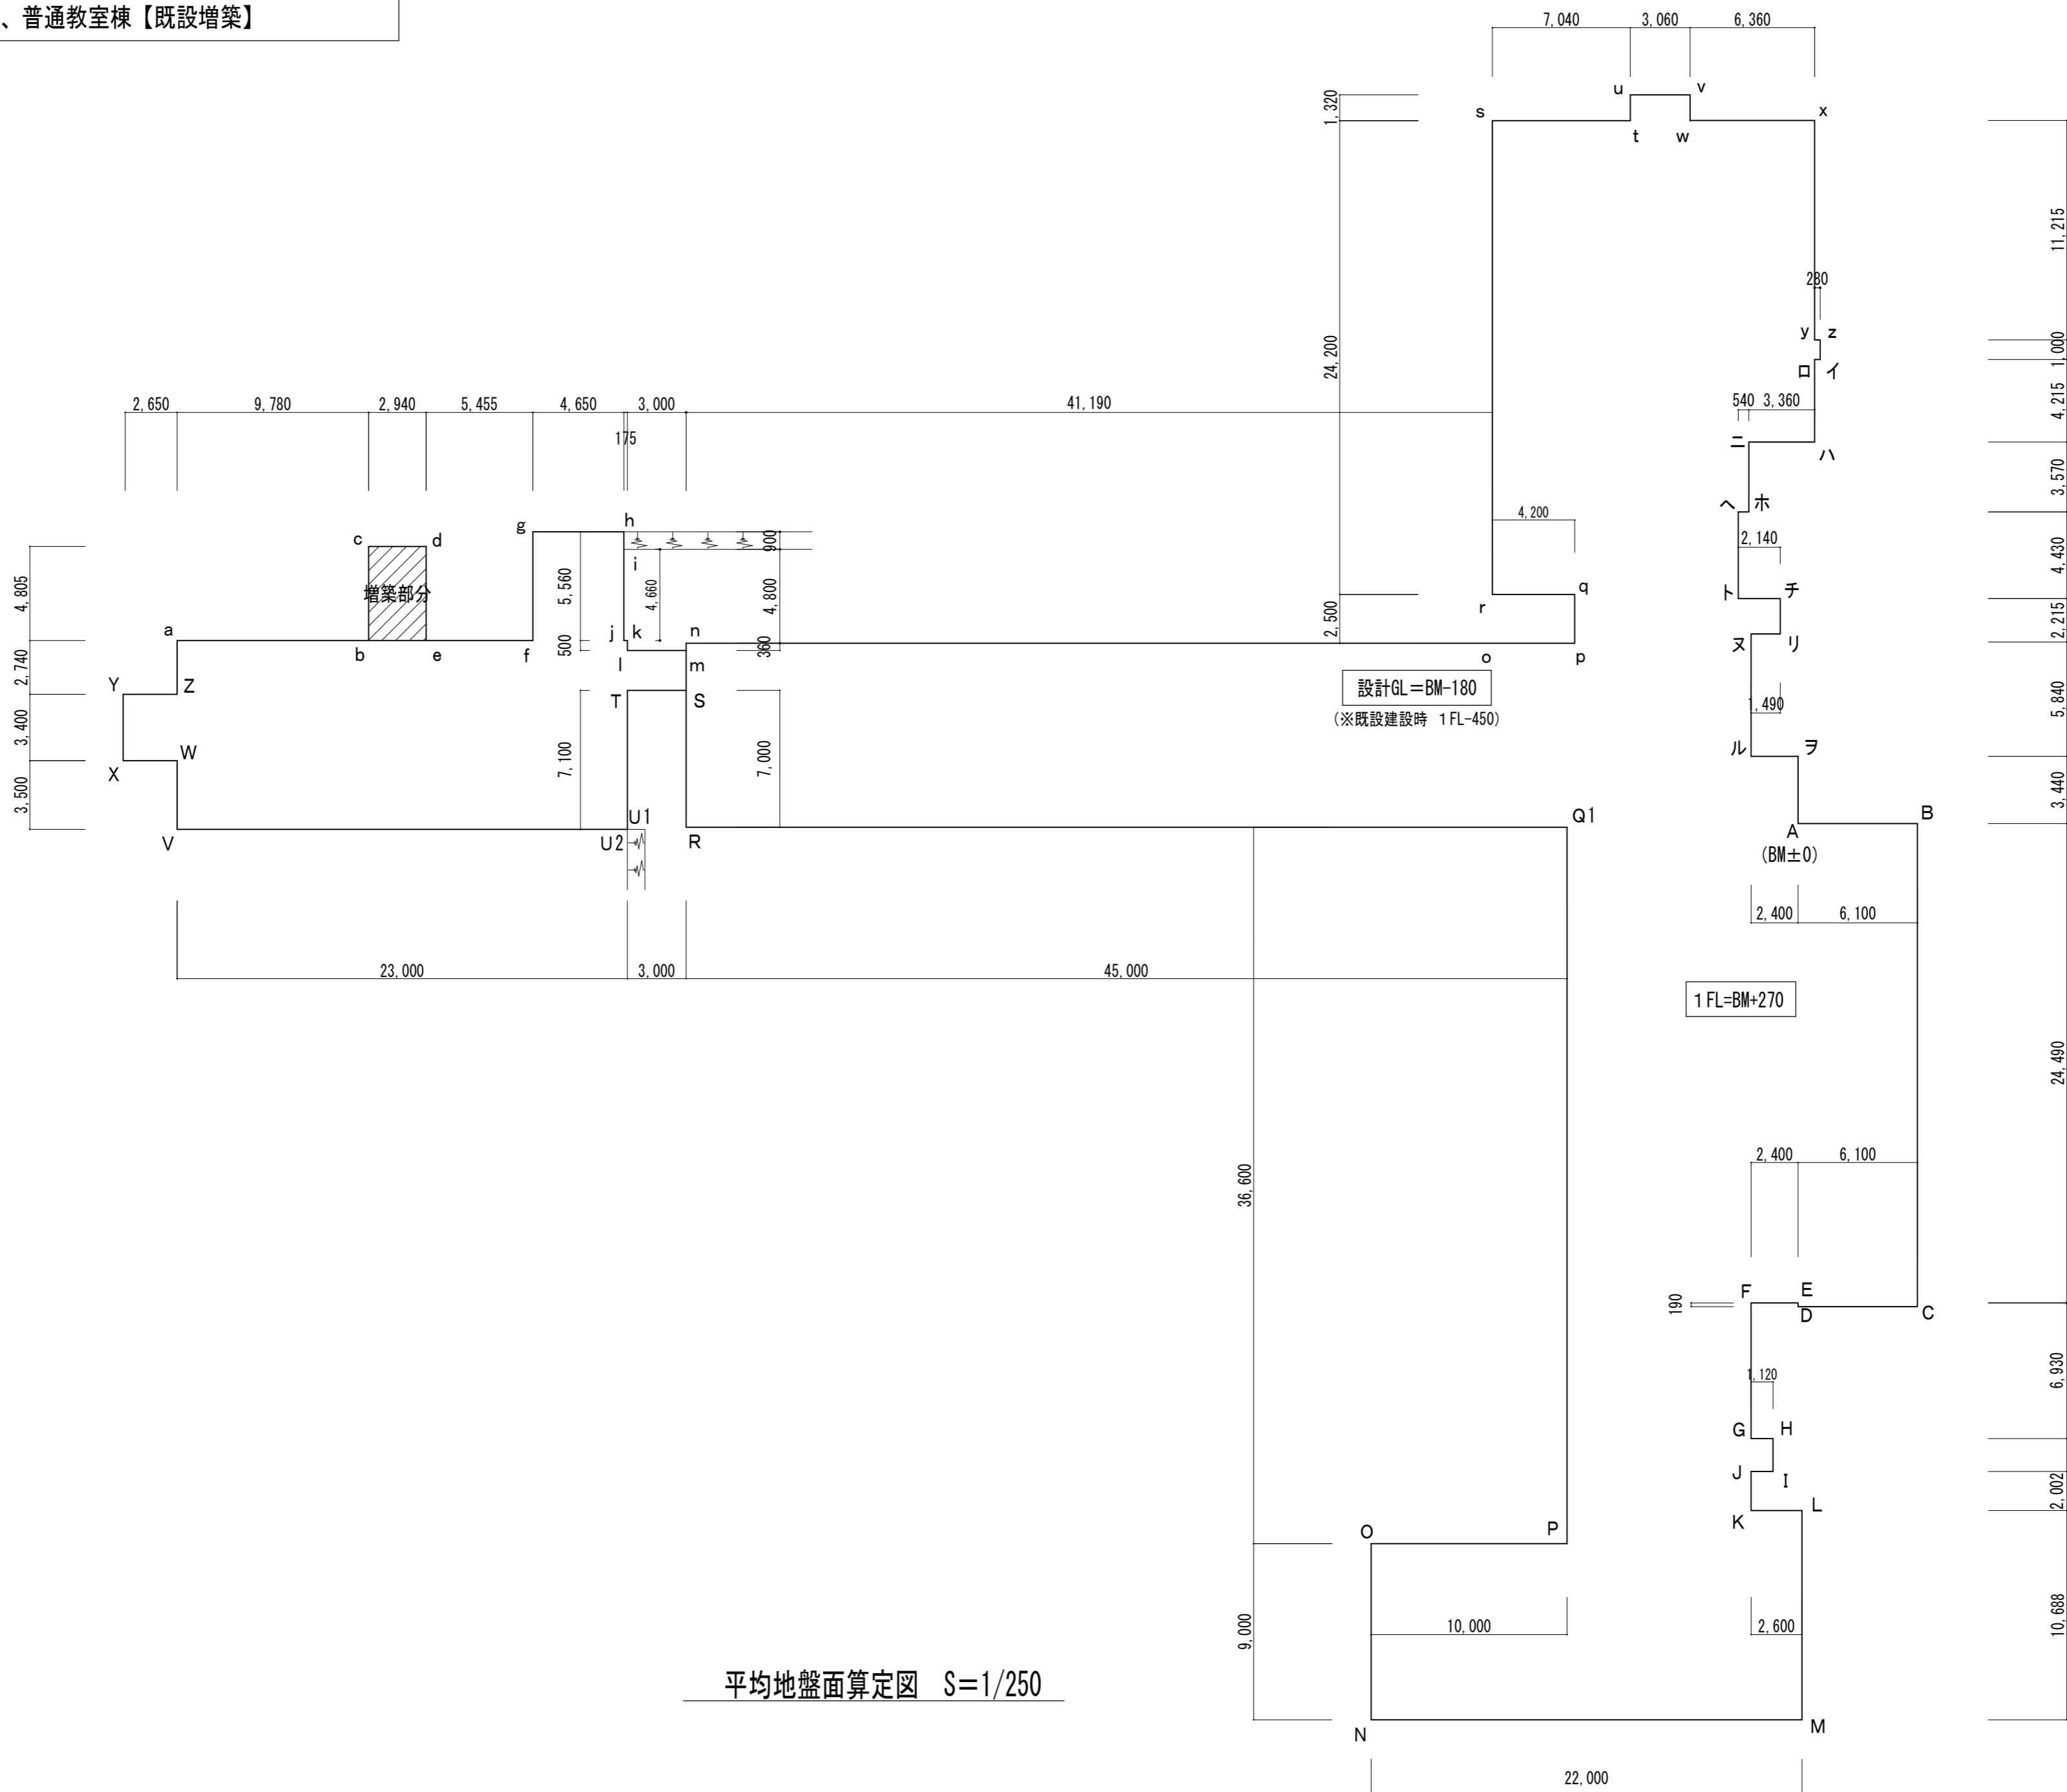 、普通教室棟【既設増築】
7,040
3,060
6,360
u
v
1,320
s
x
t
w
11,215
280
y
z
1,000
ロ
イ
24,200
2,650
9,780
2,940
5,455
4,650
3,000
41,190
540
3,360
4,215
175
ニ
ハ
3,570
ヘ
ホ
4,200
g
h
900
c
d
i
2,140
4,430
4,805
増築部分
5,560
4,660
4,800
q
ト
チ
r
2,500
2,215
a
j
k
n
b
e
f
500
l
m
360
o
p
ヌ
リ
2,740
設計GL=BM-180
(※既設建設時 1FL-450)
Y
Z
T
S
1,490
5,840
3,400
7,100
7,000
W
X
ル
ヲ
3,500
U1
Q1
B
3,440
V
U2
R
A
(BM±0)
2,400
6,100
23,000
3,000
45,000
1FL=BM+270
24,490
36,600
2,400
6,100
F
E
190
D
C
1,120
6,930
G
H
J
I
2,002
K
L
O
P
10,000
2,600
9,000
10,688
平均地盤面算定図 S=1/250
N
M
22,000